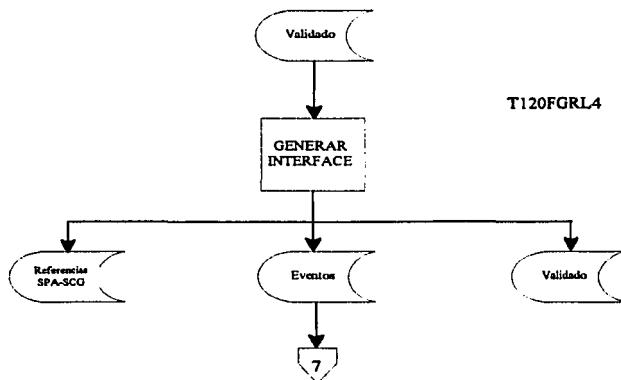 Validado
T120FGRL4
GENERAR
INTERFACE
Referencias
SPA-SCG
Eventos
Validado
7